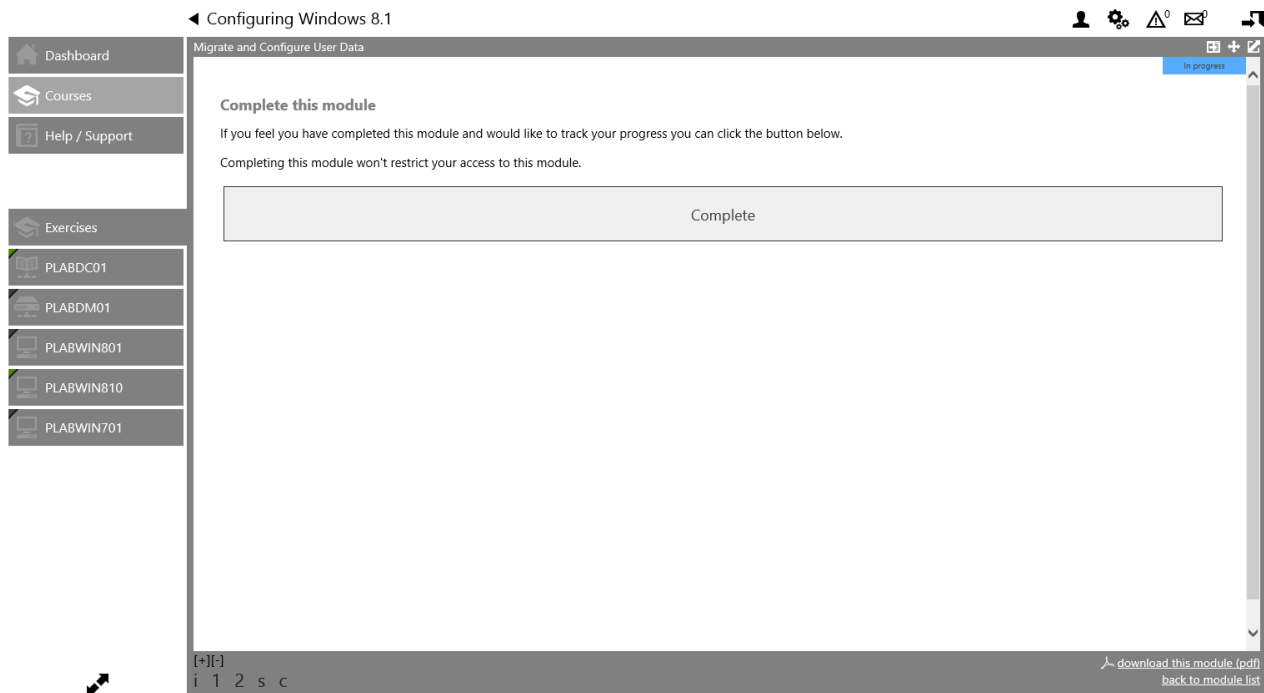 Configuring Windows 8.1
0
0
Dashboard
Courses
Help / Support
Exercises
PLABDC01
PLABDM01
PLABWIN801
PLABWIN810
PLABWIN701
Migrate and Configure User Data
In progress
Complete this module
If you feel you have completed this module and would like to track your progress you can click the button below.
Completing this module won't restrict your access to this module.
Complete
[+][-]
i 1 2 s c
download this module (pdf)
back to module list